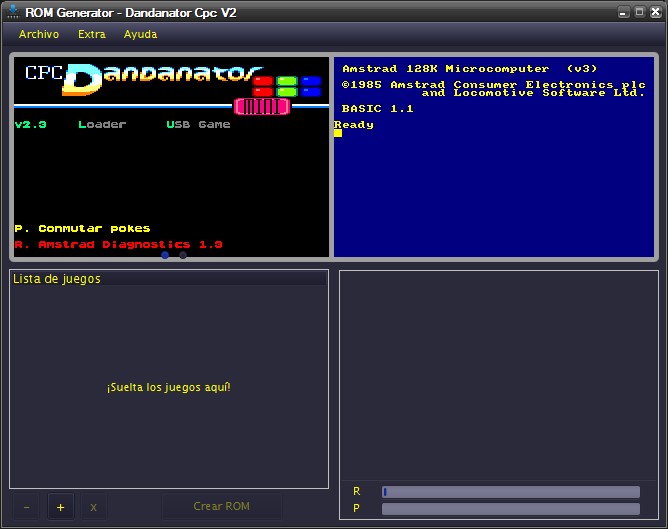 ROM Generator - Dandanator Cpc V2
Archivo Extra Ayuda
CPC Dandanator
v2.3 Loader USB Game
P. Conmutar pokes
R. Amstrad Diagnostics 1.3
Amstrad 128K Microcomputer (v3)
©1985 Amstrad Consumer Electronics plc
and Locomotive Software Ltd.
BASIC 1.1
Ready
Lista de juegos
¡Suelta los juegos aquí!
- + x Crear ROM
R
P